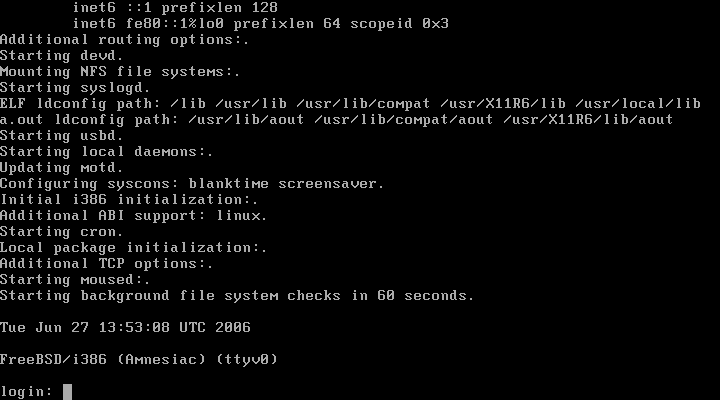 inet6 ::1 prefixlen 128
inet6 fe80::1%lo0 prefixlen 64 scopeid 0x3
Additional routing options:.
Starting devd.
Mounting NFS file systems:.
Starting syslogd.
ELF ldconfig path: /lib /usr/lib /usr/lib/compat /usr/X11R6/lib /usr/local/lib
a.out ldconfig path: /usr/lib/aout /usr/lib/compat/aout /usr/X11R6/lib/aout
Starting usbd.
Starting local daemons:.
Updating motd.
Configuring syscons: blanktime screensaver.
Initial i386 initialization:.
Additional ABI support: linux.
Starting cron.
Local package initialization:.
Additional TCP options:.
Starting moused:.
Starting background file system checks in 60 seconds.
Tue Jun 27 13:53:08 UTC 2006
FreeBSD/i386 (Amnesiac) (ttyv0)
login: